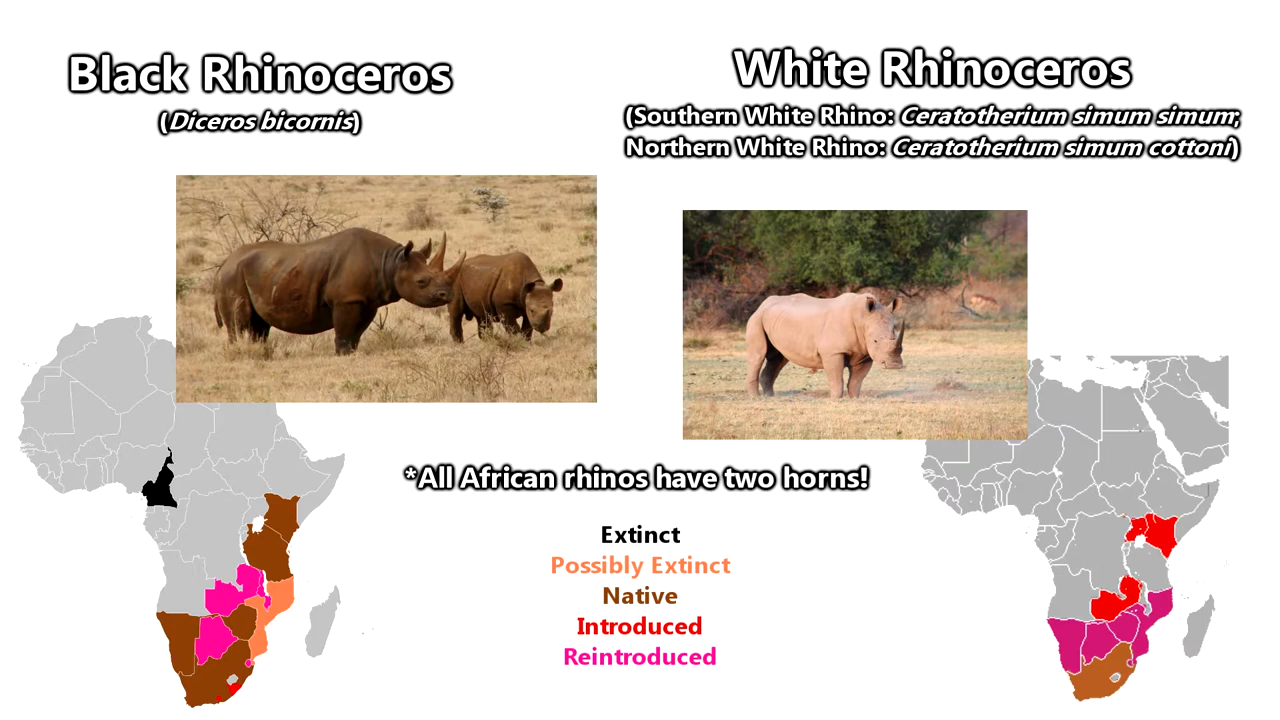 Black Rhinoceros
(Diceros bicornis)
White Rhinoceros
(Southern White Rhino: Ceratotherium simum simum;
Northern White Rhino: Ceratotherium simum cottoni)
*All African rhinos have two horns!
Extinct
Possibly Extinct
Native
Introduced
Reintroduced